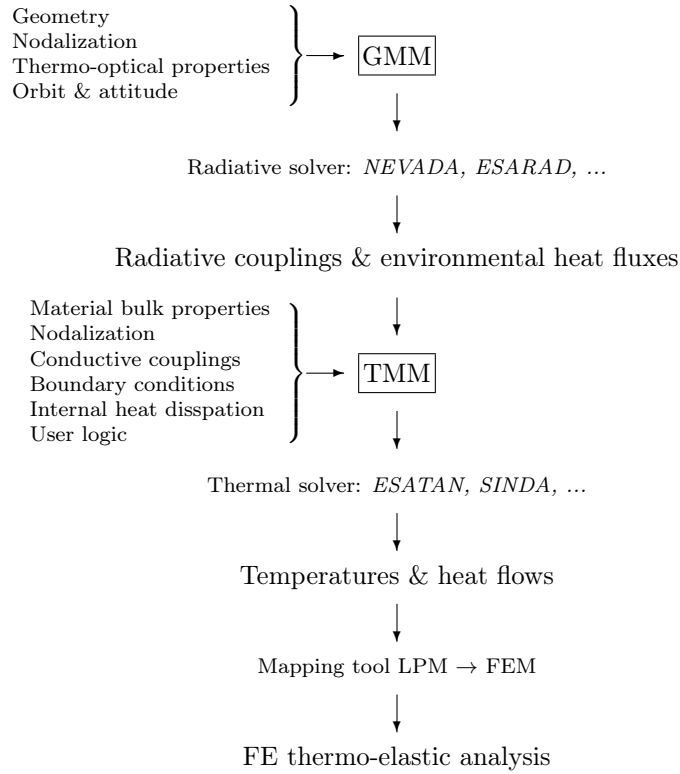 Geometry
Nodalization
Thermo-optical properties
Orbit & attitude
GMM
Radiative solver: NEVADA, ESARAD, ...
Radiative couplings & environmental heat fluxes
Material bulk properties
Nodalization
Conductive couplings
Boundary conditions
Internal heat disspation
User logic
TMM
Thermal solver: ESATAN, SINDA, ...
Temperatures & heat flows
Mapping tool LPM → FEM
FE thermo-elastic analysis